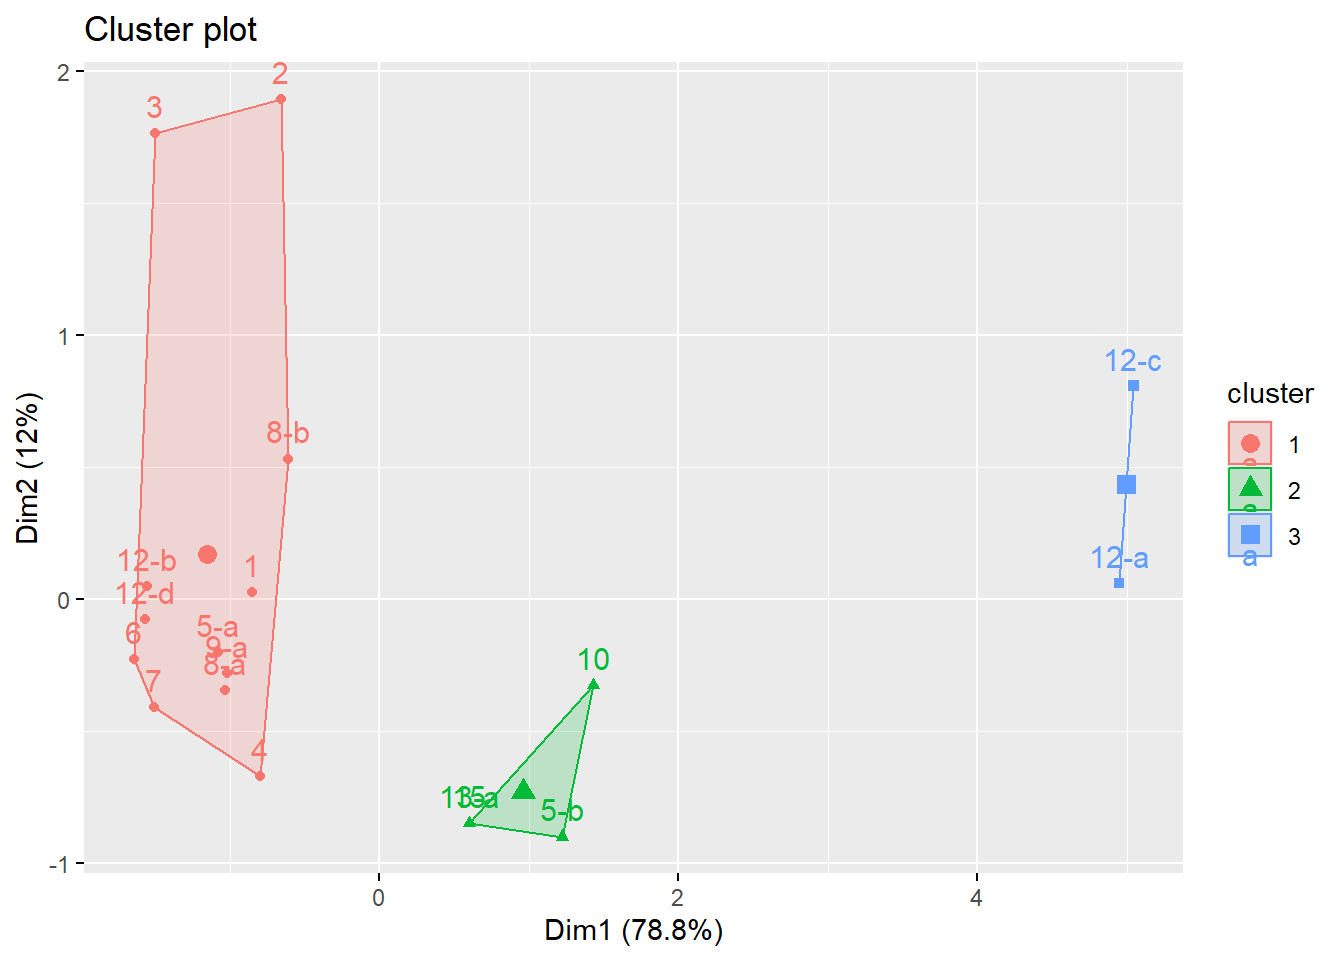 Cluster plot
2
3
2
1
12-c
8-b
12-a
12-b
1
12-d
0
5-a
6
9-a
8-a
10
7
4
5-b
-1
0
2
4
Dim1 (78.8%)
Dim2 (12%)
cluster
a
1
a
2
a
3